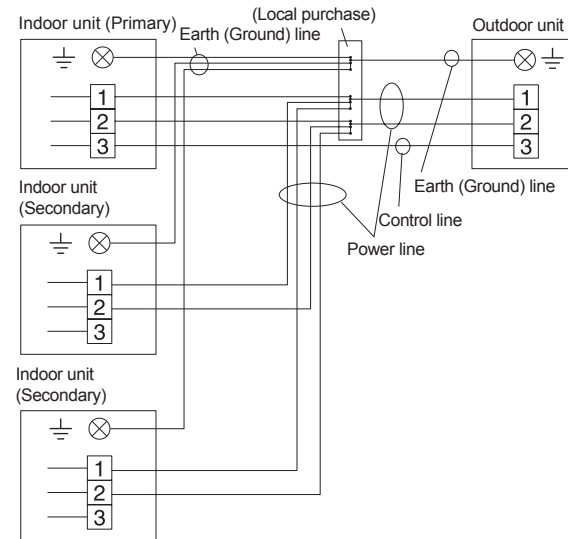 Indoor unit (Primary)
Earth (Ground) line
(Local purchase)
Outdoor unit
1
2
3
1
2
3
Earth (Ground) line
Control line
Power line
Indoor unit
(Secondary)
1
2
3
Indoor unit
(Secondary)
1
2
3